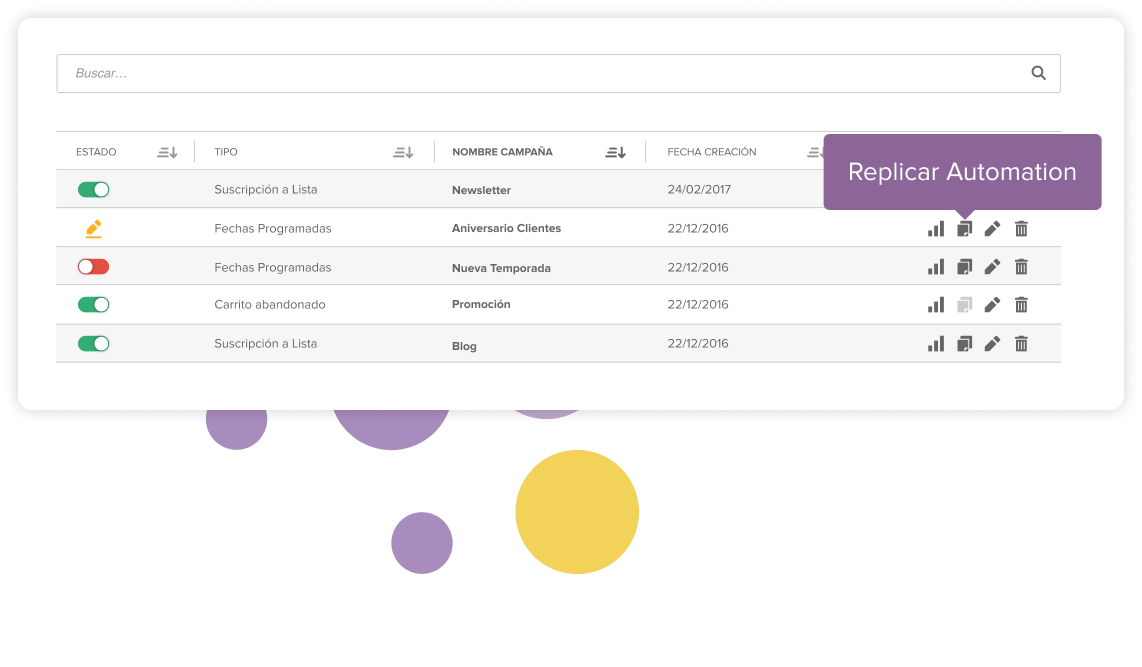 Buscar...
ESTADO TIPO NOMBRE CAMPAÑA FECHA CREACIÓN
Replicar Automation
Suscripción a Lista Newsletter 24/02/2017
Fechas Programadas Aniversario Clientes 22/12/2016
Fechas Programadas Nueva Temporada 22/12/2016
Carrito abandonado Promoción 22/12/2016
Suscripción a Lista Blog 22/12/2016